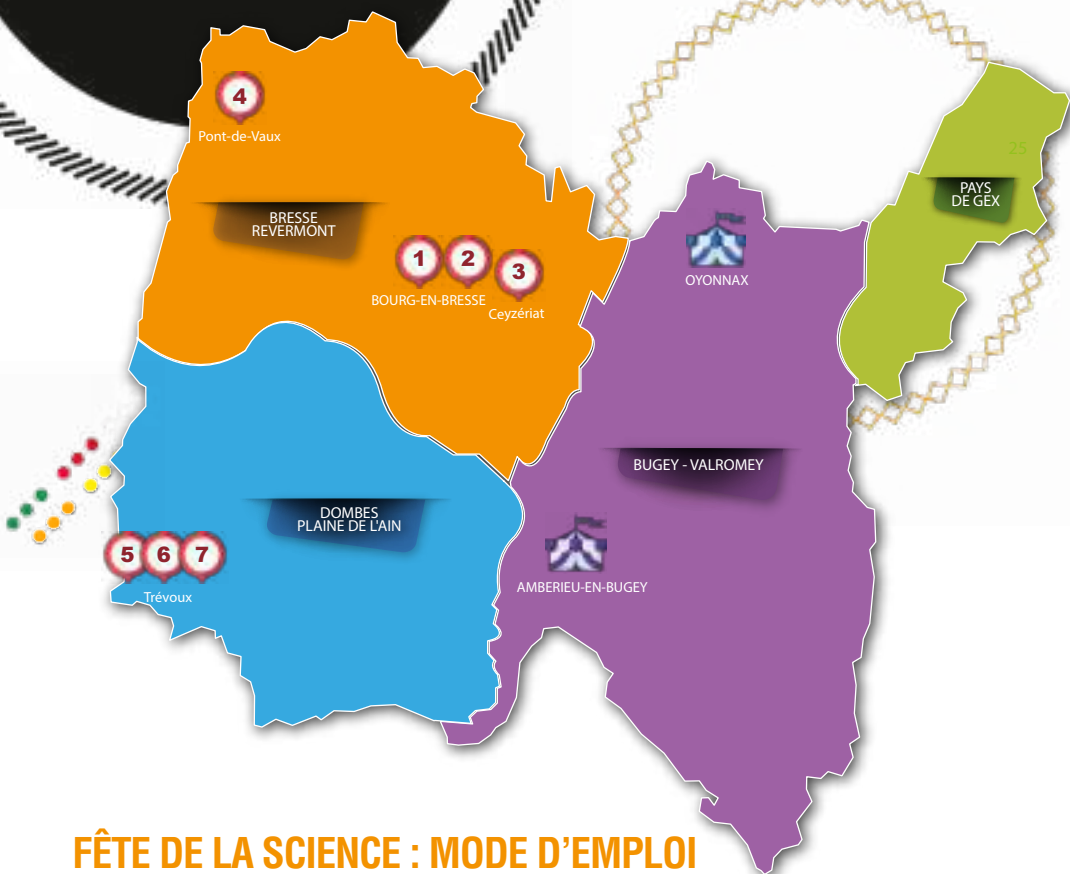 4
Pont-de-Vaux
25
PAYS
DE GEX
BRESSE
REVERMONT
1 2 3
BOURG-EN-BRESSE
Ceyzériat
OYONNAX
BUGEY - VALROMEY
DOMBES
PLAINE DE L'AIN
5 6 7
Trévoux
AMBERIEU-EN-BUGEY
FÊTE DE LA SCIENCE : MODE D'EMPLOI